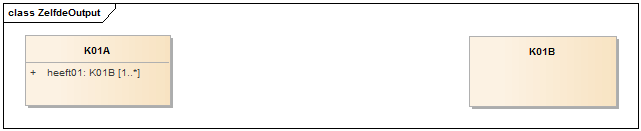 class ZelfdeOutput
K01A
K01B
+ heeft01: K01B [1..*]